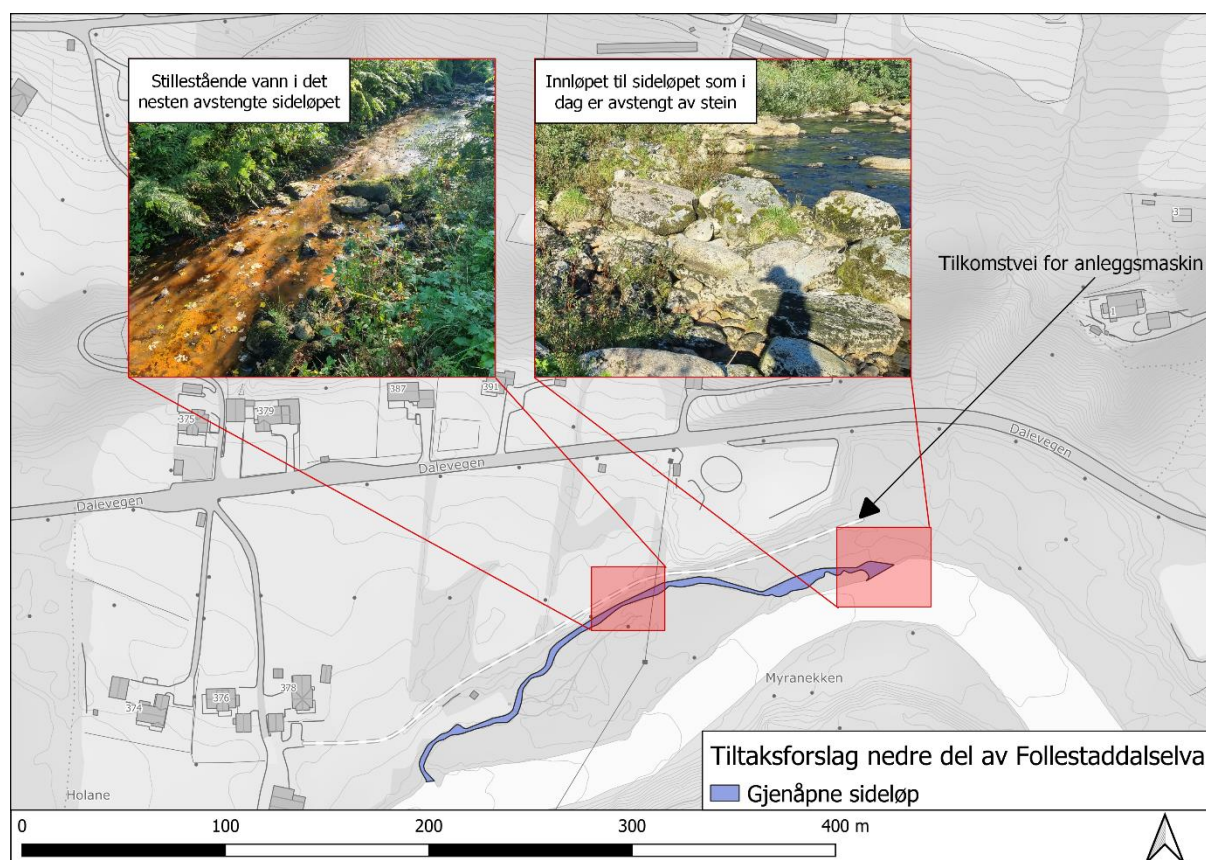 Stillestående vann i det
nesten avstengte sideløpet
Innløpet til sideløpet som i
dag er avstengt av stein
3
Tilkomstvei for anleggsmaskin
1
375
379
387
391
Dalevegen
Dalevegen
Dalevegen
374
376
378
Myranekken
Holane
Tiltaksforslag nedre del av Follestaddalselva
Gjenåpne sideløp
0 100 200 300 400 m